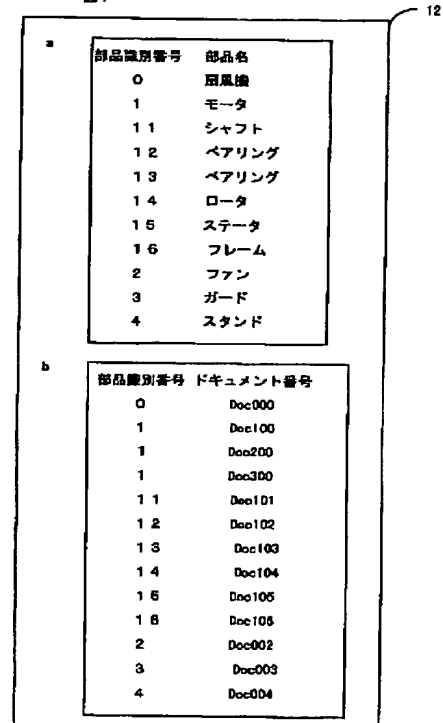 12
a
部品識別番号 部品名
0 扇風機
1 モータ
11 シャフト
12 ベアリング
13 ベアリング
14 ロータ
15 ステータ
16 フレーム
2 ファン
3 ガード
4 スタンド
b
部品識別番号 ドキュメント番号
0 Doc000
1 Doc100
1 Doc200
1 Doc300
11 Doc101
12 Doc102
13 Doc103
14 Doc104
15 Doc105
16 Doc106
2 Doc002
3 Doc003
4 Doc004